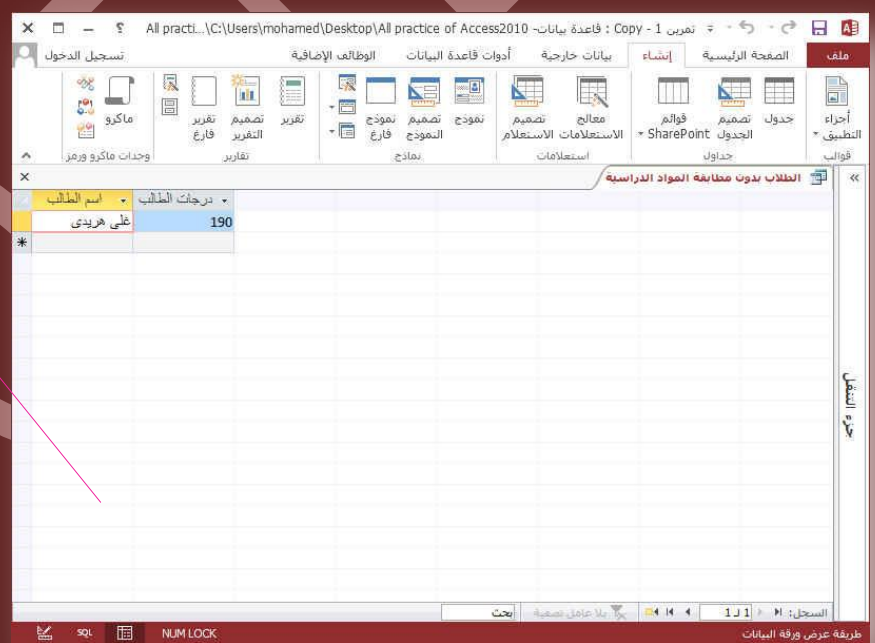 تمرين 1 - Copy : قاعدة بيانات- All practi...\C:\Users\mohamed\Desktop\All practice of Access2010
ملف الصفحة الرئيسية إنشاء بيانات خارجية أدوات قاعدة البيانات الوظائف الإضافية تسجيل الدخول
أجزاء التطبيق
جدول
تصميم الجدول
قوائم SharePoint
معالج الاستعلامات
تصميم الاستعلام
نموذج
تصميم النموذج
نموذج فارغ
تقرير
تصميم التقرير
تقرير فارغ
ماكرو
قوالب جداول استعلامات نماذج تقارير وحدات ماكرو ورمز
الطلاب بدون مطابقة المواد الدراسية
درجات الطالب اسم الطالب
190 غلى هريدى
جزء التنقل
السجل: 1 لـ 1 بلا عامل تصفية بحث
طريقة عرض ورقة البيانات NUM LOCK SQL